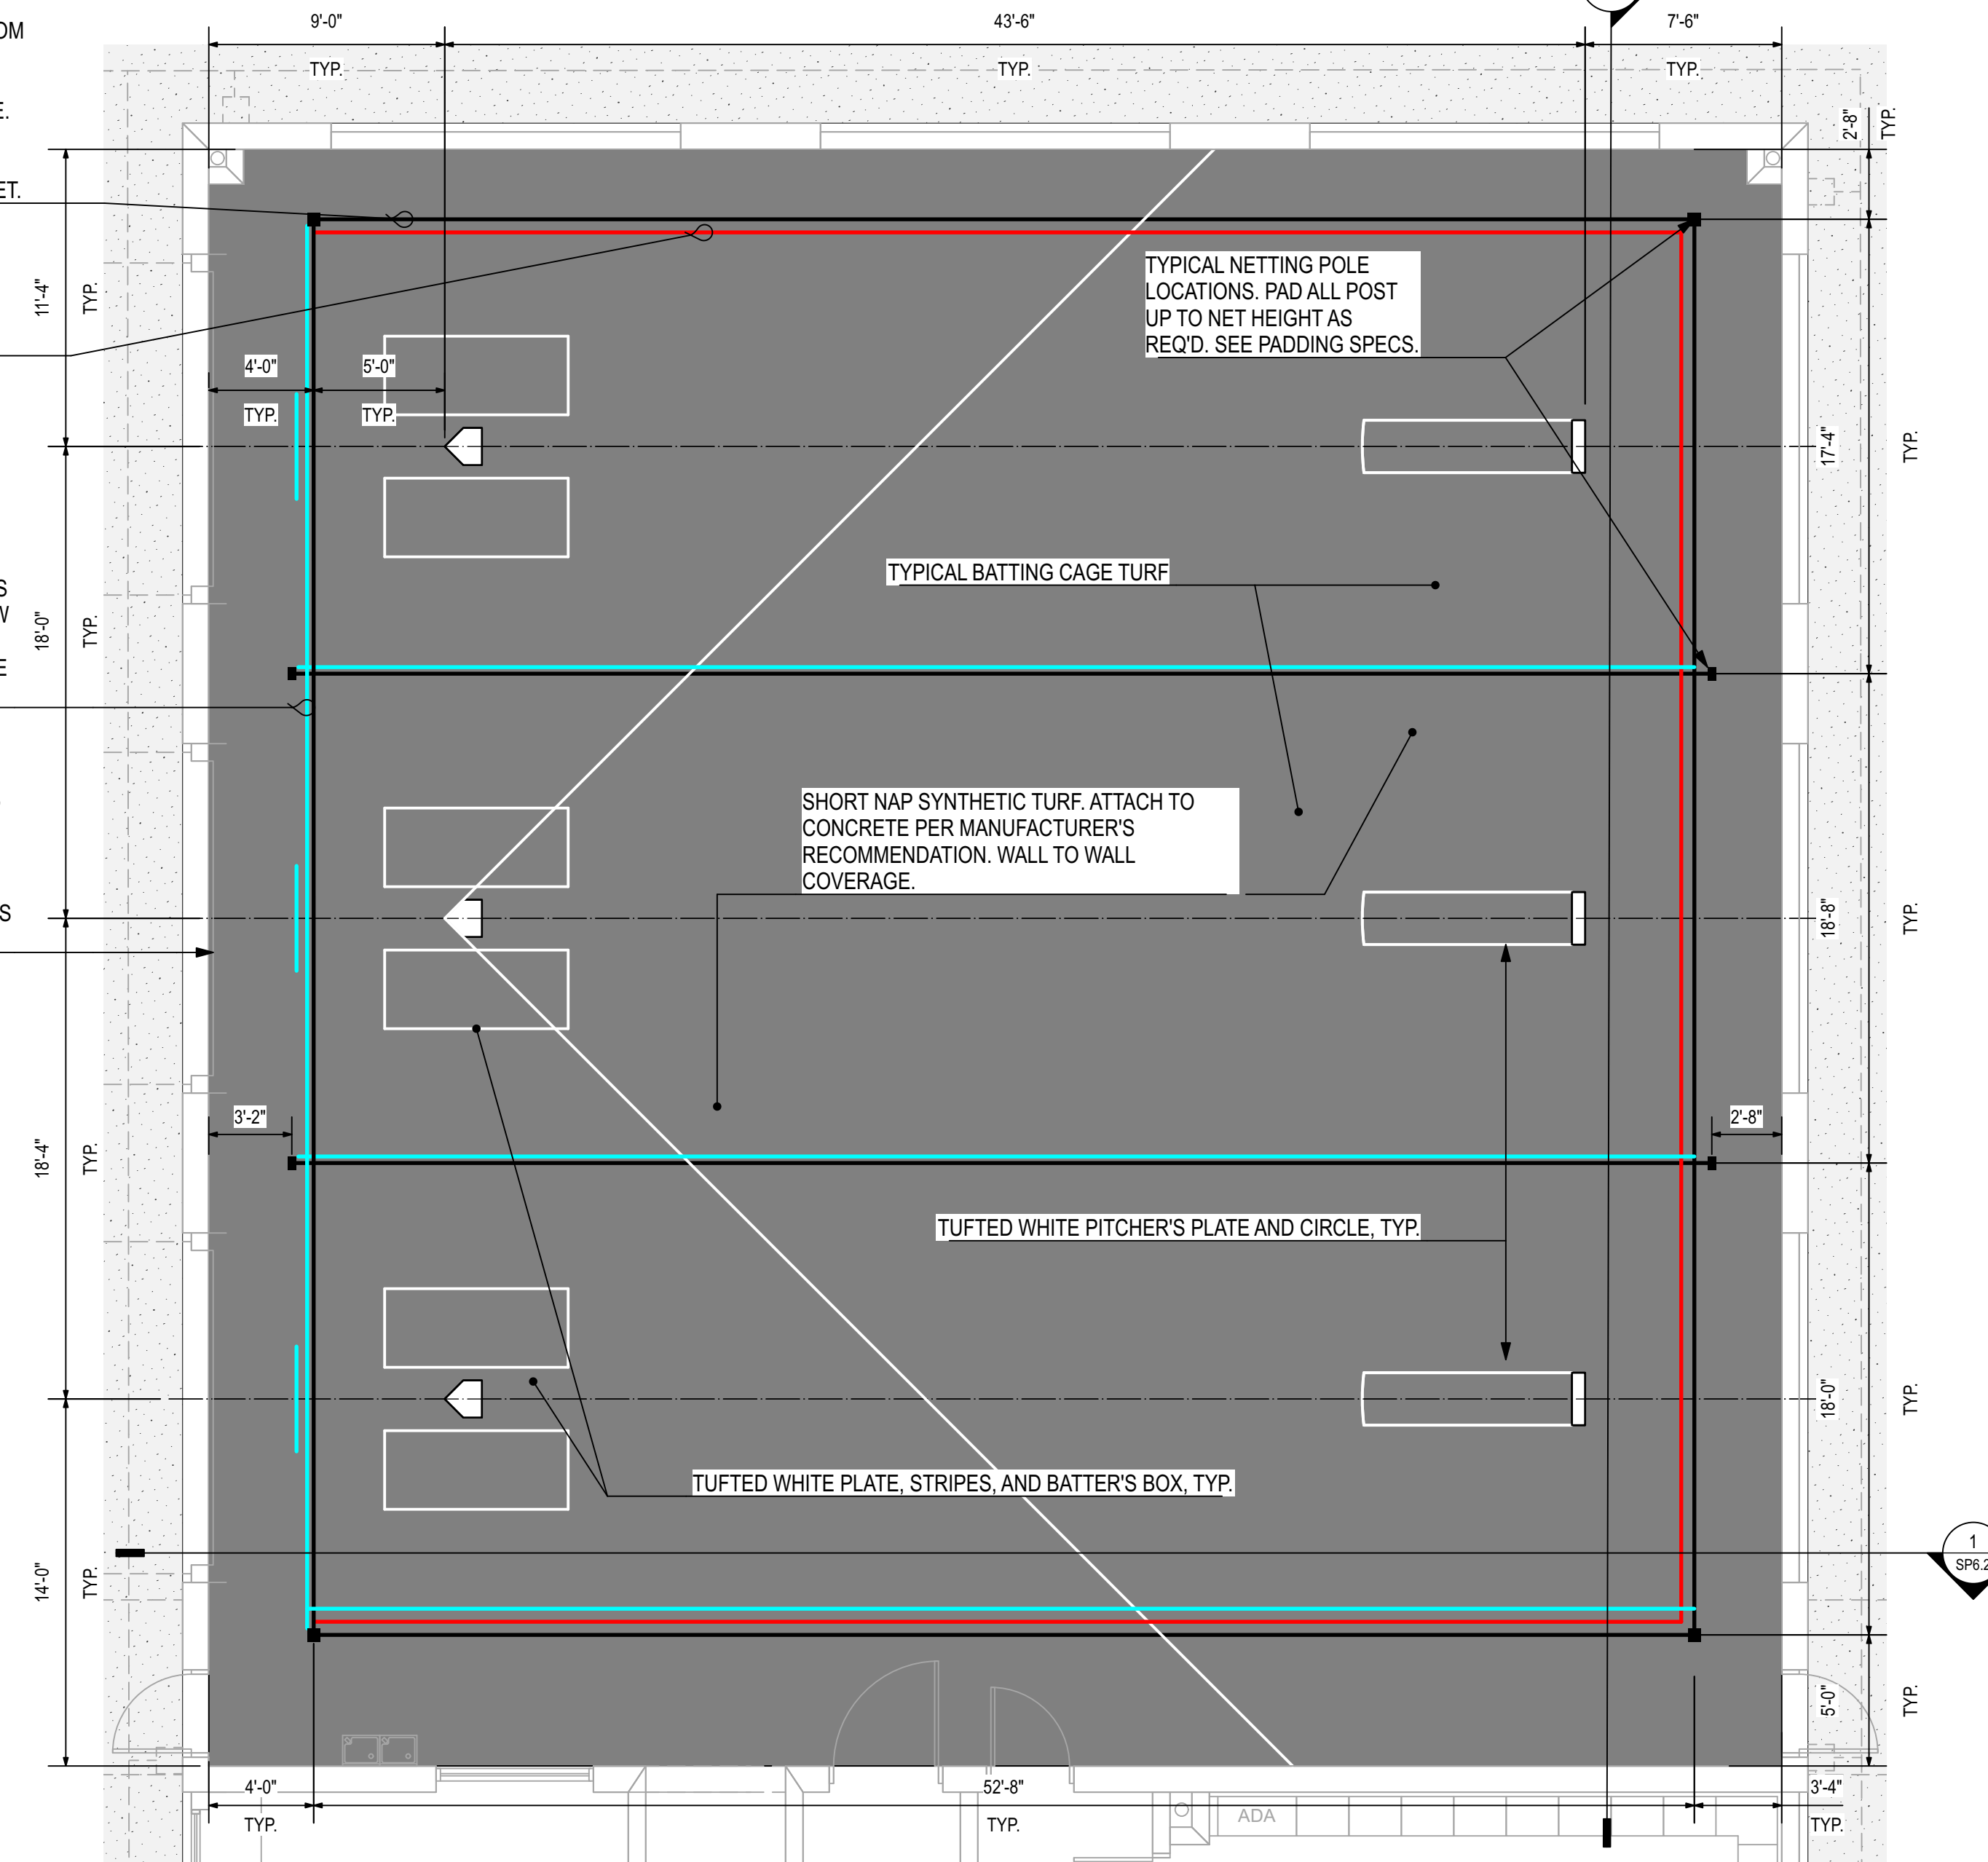 9'-0"
43'-6"
7'-6"
TYP.
TYP.
TYP.
OM
E.
ET.
2'-8"
TYP.
11'-4"
TYP.
TYPICAL NETTING POLE
LOCATIONS. PAD ALL POST
UP TO NET HEIGHT AS
REQ'D. SEE PADDING SPECS.
4'-0"
5'-0"
TYP.
TYP.
17'-4"
TYP.
TYPICAL BATTING CAGE TURF
S
W
E
18'-0"
TYP.
SHORT NAP SYNTHETIC TURF. ATTACH TO
CONCRETE PER MANUFACTURER'S
RECOMMENDATION. WALL TO WALL
COVERAGE.
S
18'-8"
TYP.
3'-2"
2'-8"
18'-4"
TYP.
TUFTED WHITE PITCHER'S PLATE AND CIRCLE, TYP.
18'-0"
TYP.
TUFTED WHITE PLATE, STRIPES, AND BATTER'S BOX, TYP.
1
SP6.2
14'-0"
TYP.
5'-0"
TYP.
4'-0"
52'-8"
3'-4"
TYP.
TYP.
TYP.
ADA